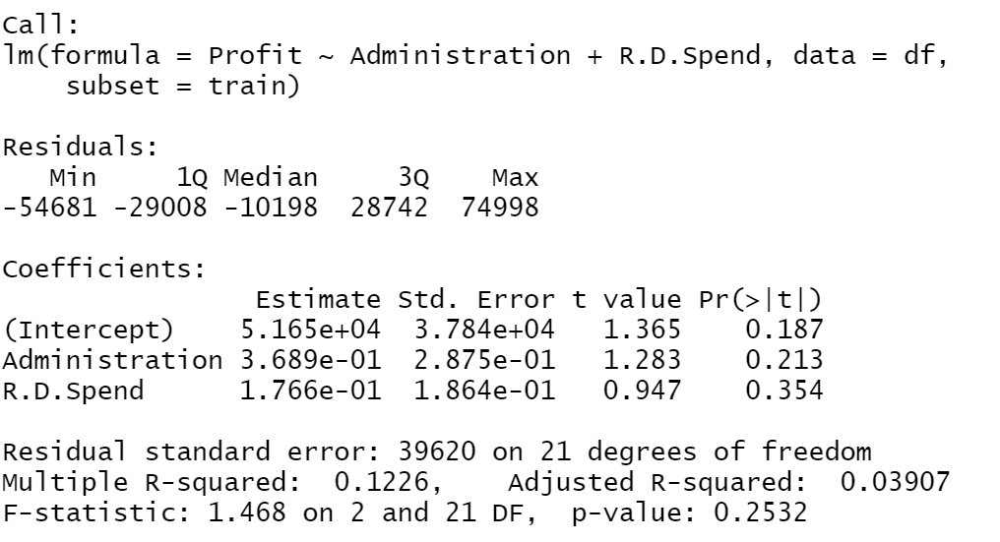 Call:
lm(formula = Profit ~ Administration + R.D.Spend, data = df,
    subset = train)

Residuals:
   Min     1Q Median     3Q    Max
-54681 -29008 -10198  28742  74998

Coefficients:
                Estimate Std. Error t value Pr(>|t|)
(Intercept)    5.165e+04  3.784e+04   1.365    0.187
Administration 3.689e-01  2.875e-01   1.283    0.213
R.D.Spend      1.766e-01  1.864e-01   0.947    0.354

Residual standard error: 39620 on 21 degrees of freedom
Multiple R-squared:  0.1226,    Adjusted R-squared:  0.03907
F-statistic: 1.468 on 2 and 21 DF,  p-value: 0.2532